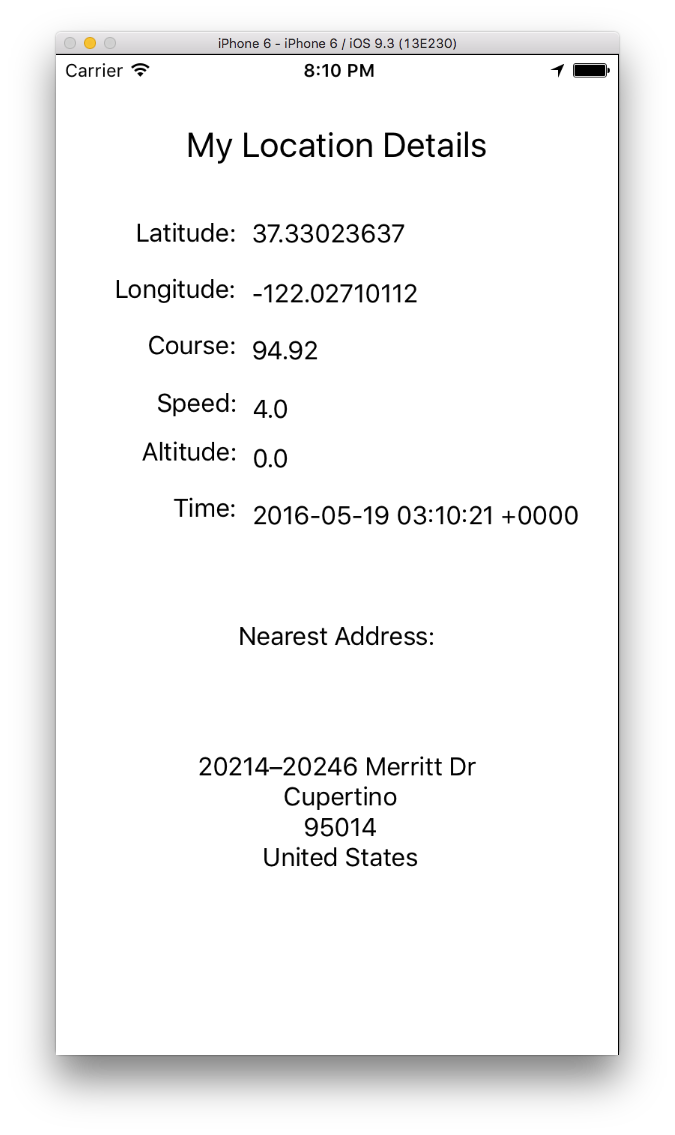 iPhone 6 - iPhone 6 / iOS 9.3 (13E230)
Carrier 8:10 PM
My Location Details
Latitude: 37.33023637
Longitude: -122.02710112
Course: 94.92
Speed: 4.0
Altitude: 0.0
Time: 2016-05-19 03:10:21 +0000
Nearest Address:
20214–20246 Merritt Dr
Cupertino
95014
United States